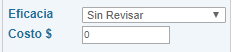 Eficacia Sin Revisar
Costo $ 0